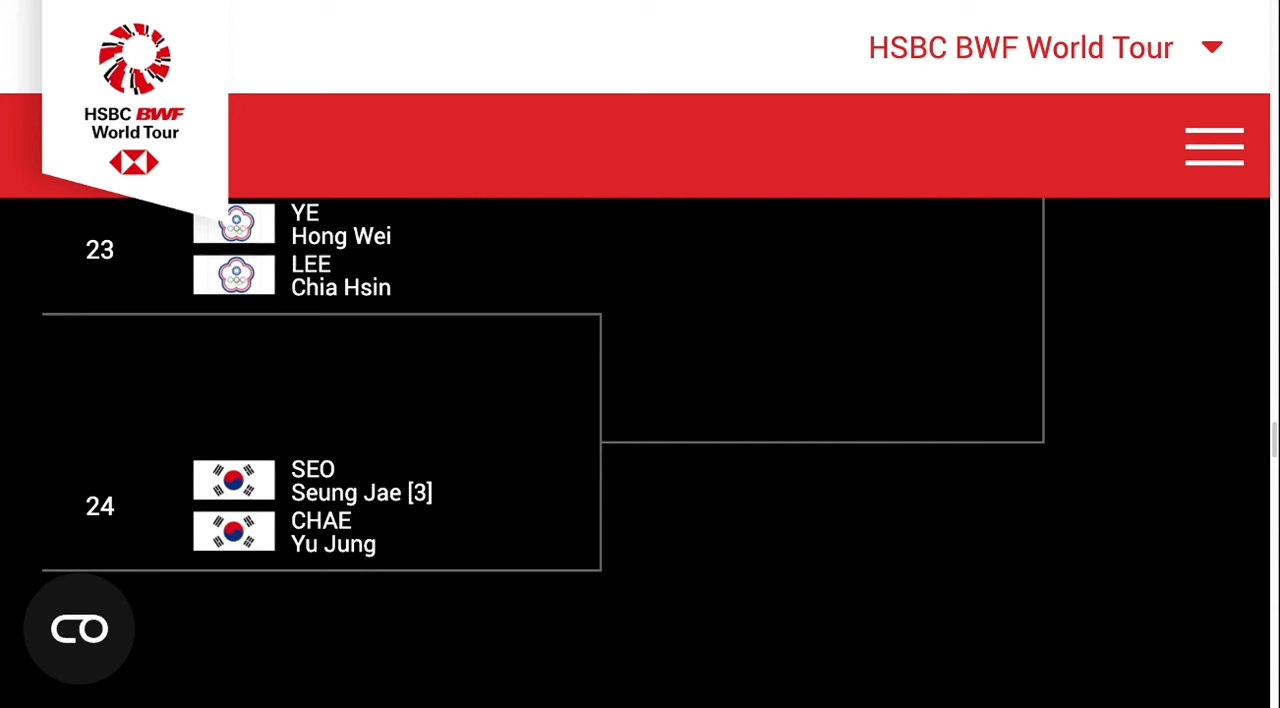 HSBC BWF World Tour
HSBC BWF
World Tour
23
YE
Hong Wei
LEE
Chia Hsin
24
SEO
Seung Jae [3]
CHAE
Yu Jung